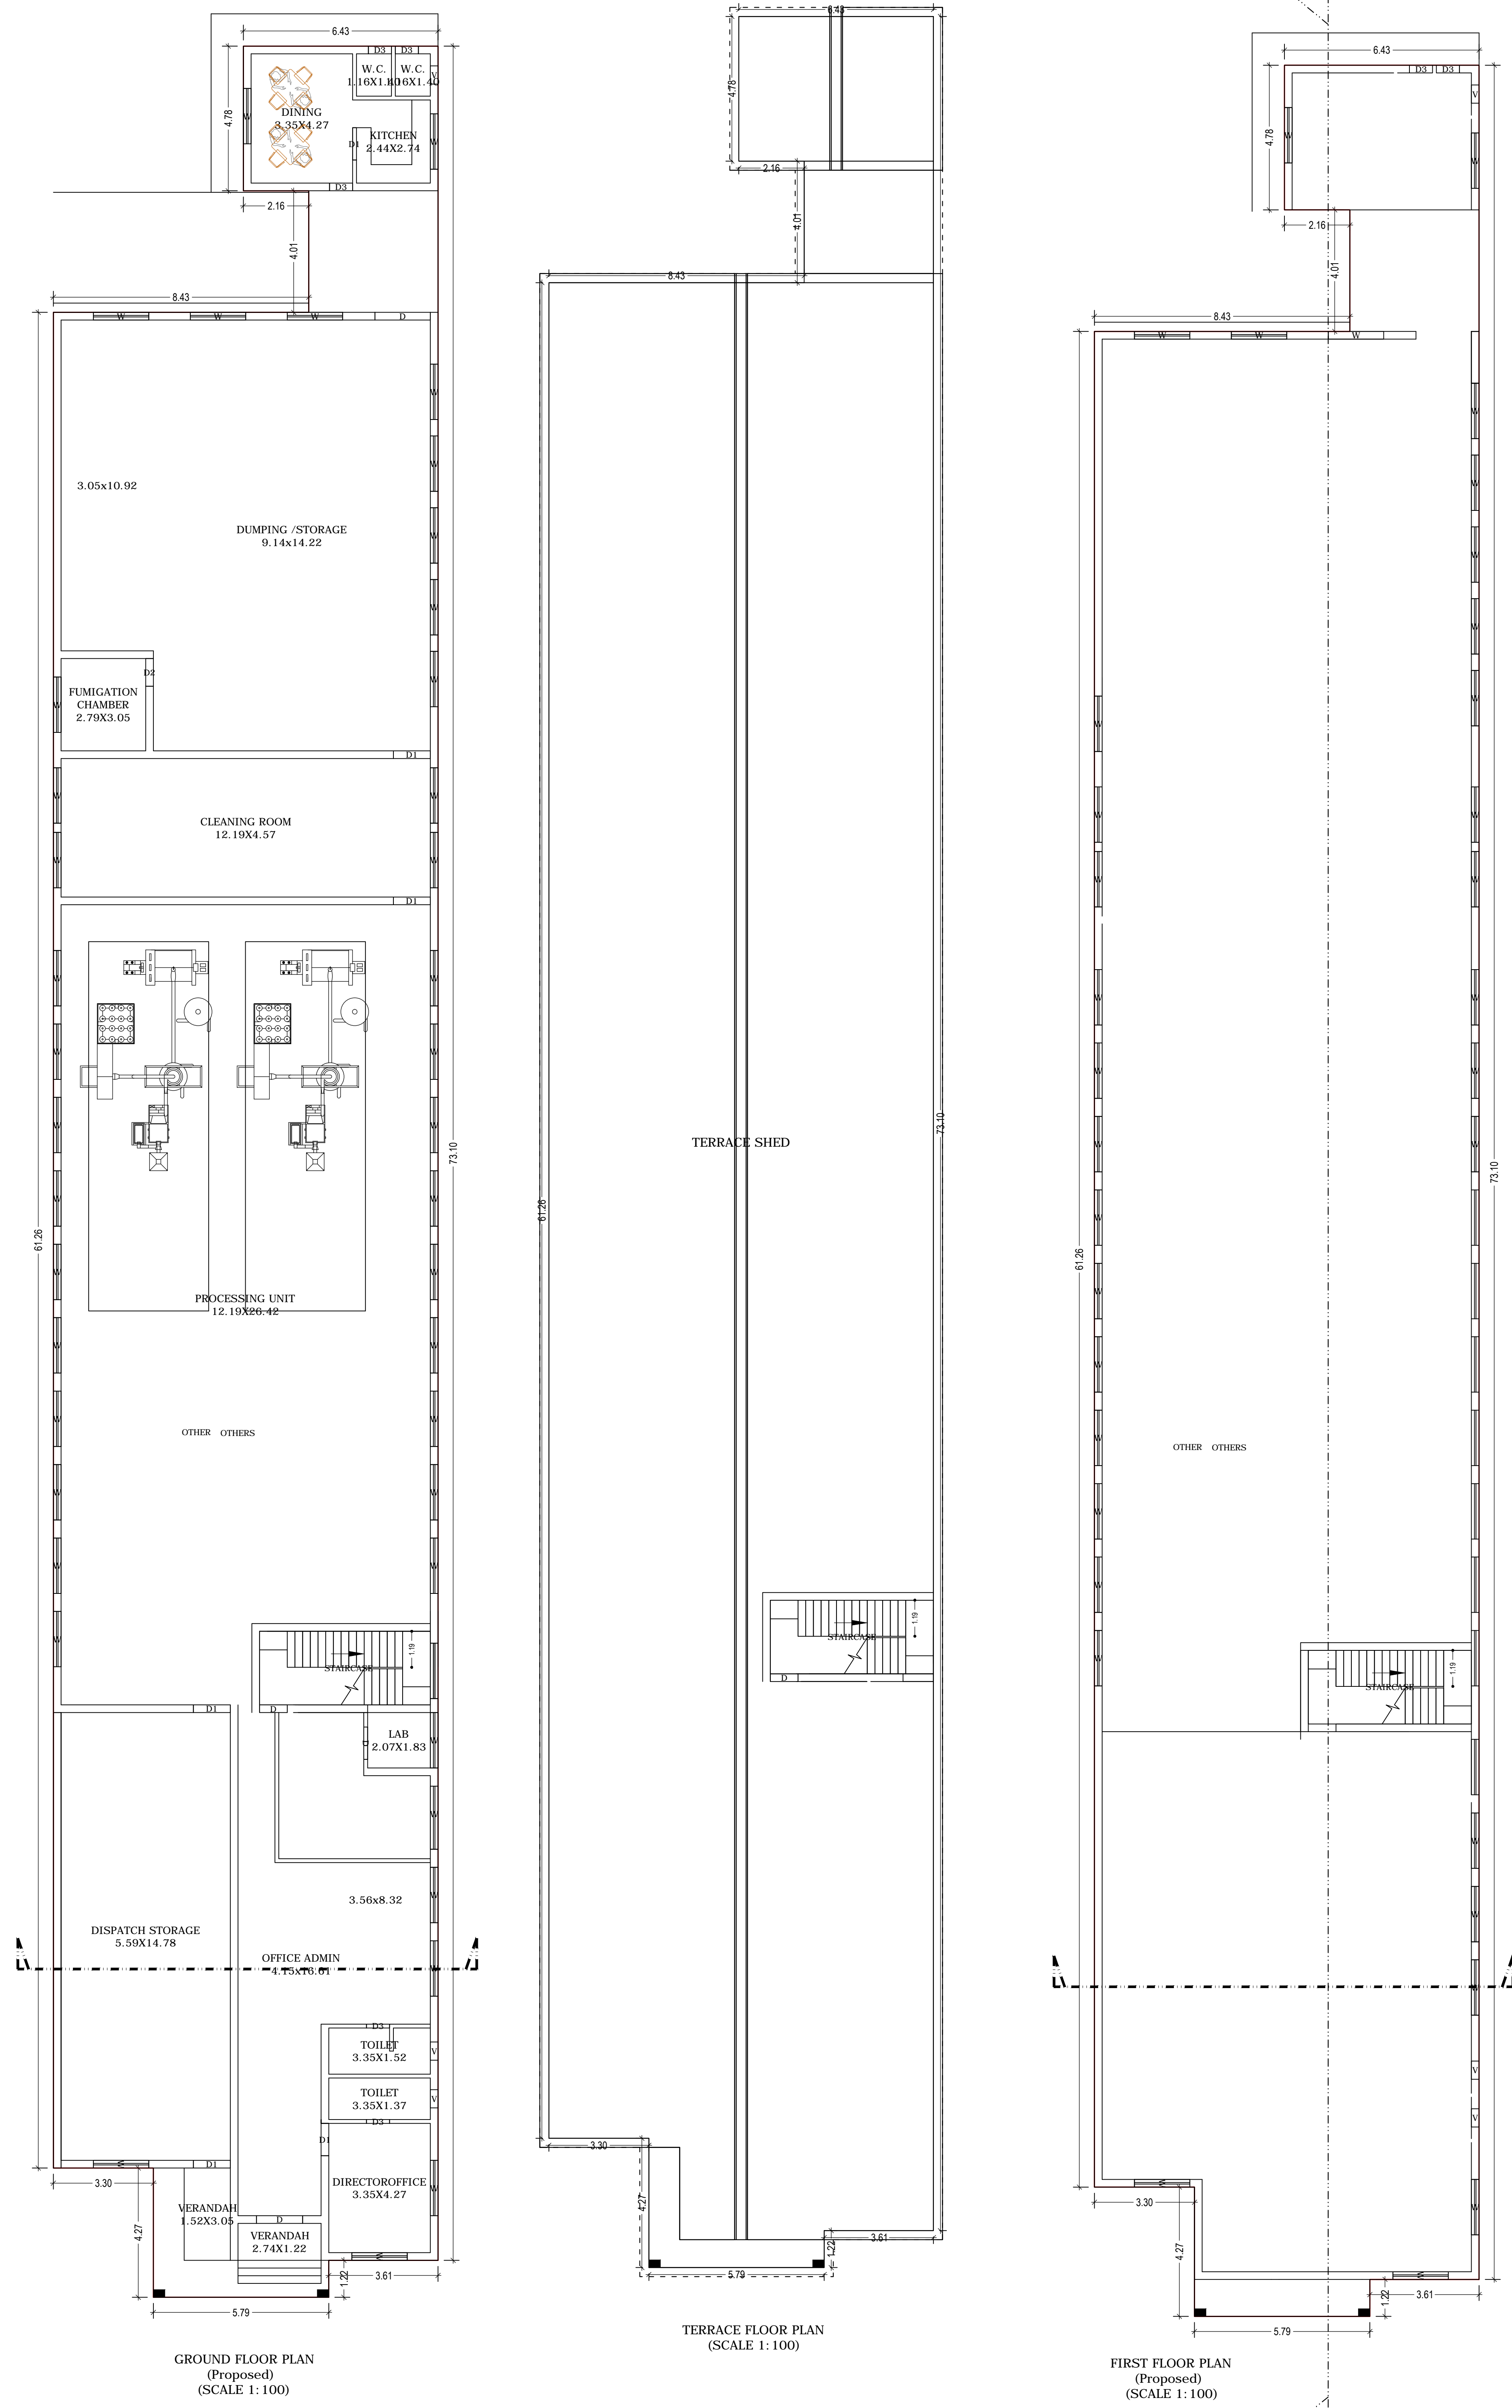 6.43
D3 D3
W.C. W.C.
1.16X1.40 1.16X1.40
V
4.78
W
DINING
3.35X4.27
W
D1
KITCHEN
2.44X2.74
D3
2.16
4.01
8.43
W W W D
W
W
3.05x10.92
DUMPING /STORAGE
9.14x14.22
W
W
D2
W
FUMIGATION
CHAMBER
2.79X3.05
W
D1
W W
CLEANING ROOM
12.19X4.57
W W
D1
W W
W W
W W
73.10
W W
61.26
W W
PROCESSING UNIT
12.19X26.42
W W
W W
OTHER OTHERS
W W
W W
W
1.19
STAIRCASE
D1 D
LAB
2.07X1.83
D
W
W
3.56x8.32
W
DISPATCH STORAGE
5.59X14.78
OFFICE ADMIN
4.15x16.61
W
D3
TOILET
3.35X1.52
V
TOILET
3.35X1.37
V
D3
D1
W D1
3.30
DIRECTOROFFICE
3.35X4.27
VERANDAH
1.52X3.05
D
4.27
VERANDAH
2.74X1.22
W
3.61
1.22
5.79
GROUND FLOOR PLAN
(Proposed)
(SCALE 1:100)
6.43
4.78
2.16
4.01
8.43
73.10
TERRACE SHED
61.26
1.19
STAIRCASE
D
3.30
4.27
3.61
1.22
5.79
TERRACE FLOOR PLAN
(SCALE 1:100)
6.43
D3 D3
V
4.78
W
W
2.16
4.01
8.43
W W W
W
W
W
W
W
W
W W
W W
W W
W W
W W
73.10
W
61.26
W
W
W
OTHER OTHERS
W
W
W
1.19
STAIRCASE
W
W
W
V
V
W
W
3.30
4.27
W
3.61
1.22
5.79
FIRST FLOOR PLAN
(Proposed)
(SCALE 1:100)